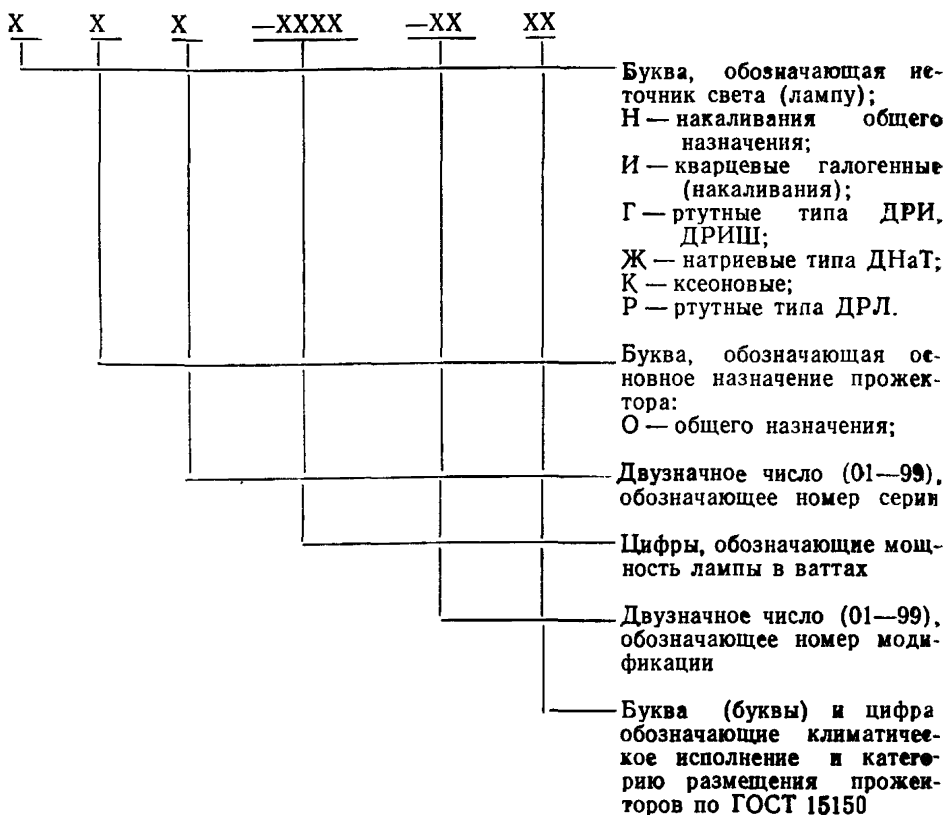 Х Х Х —ХХХХ —ХХ ХХ
Буква, обозначающая ис-
точник света (лампу);
Н — накаливания общего
назначения;
И — кварцевые галогенные
(накаливания);
Г — ртутные типа ДРИ,
ДРИШ;
Ж — натриевые типа ДНаТ;
К — ксеоновые;
Р — ртутные типа ДРЛ.
Буква, обозначающая ос-
новное назначение прожек-
тора:
О — общего назначения;
Двузначное число (01—99),
обозначающее номер серии
Цифры, обозначающие мощ-
ность лампы в ваттах
Двузначное число (01—99),
обозначающее номер моди-
фикации
Буква (буквы) и цифра
обозначающие климатичес-
кое исполнение и катего-
рию размещения прожек-
торов по ГОСТ 15150